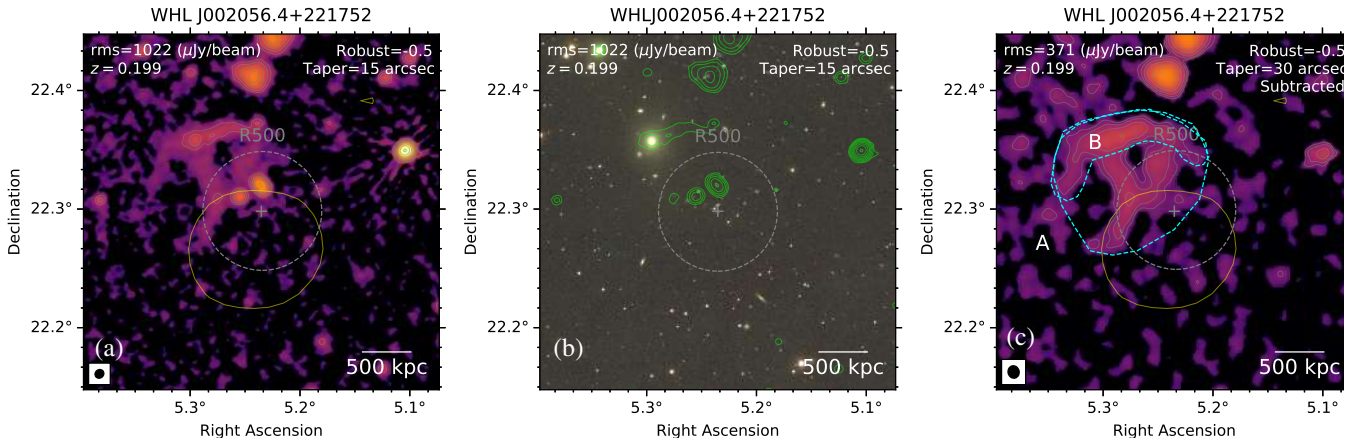 WHL J002056.4+221752
rms=1022 (μJy/beam)
z = 0.199
Robust=-0.5
Taper=15 arcsec
R500
(a)
500 kpc
22.4°
22.3°
22.2°
Declination
5.3°
5.2°
5.1°
Right Ascension
WHLJ002056.4+221752
rms=1022 (μJy/beam)
z = 0.199
Robust=-0.5
Taper=15 arcsec
R500
(b)
500 kpc
22.4°
22.3°
22.2°
Declination
5.3°
5.2°
5.1°
Right Ascension
WHL J002056.4+221752
rms=371 (μJy/beam)
z = 0.199
Robust=-0.5
Taper=30 arcsec
Subtracted
B
R500
A
(c)
500 kpc
22.4°
22.3°
22.2°
Declination
5.3°
5.2°
5.1°
Right Ascension